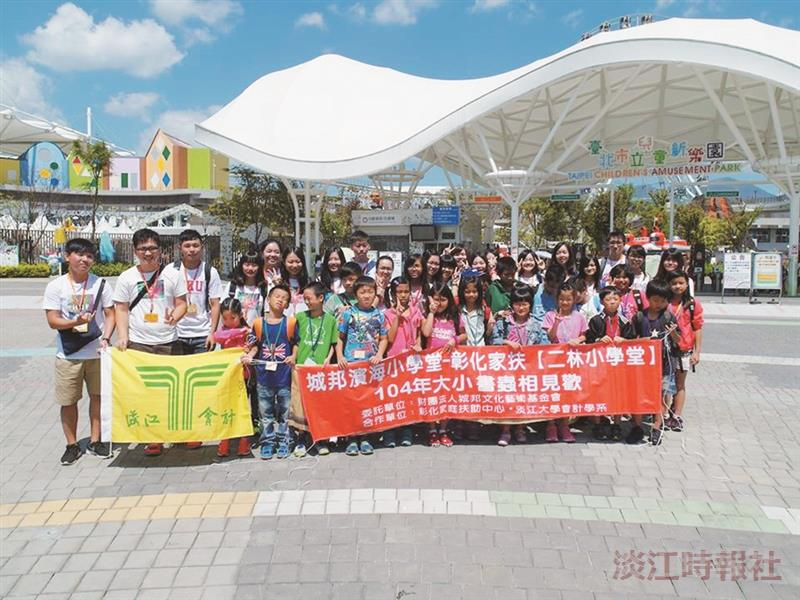 臺北市立兒童新樂園
TAIPEI CHILDREN'S AMUSEMENT PARK
淡江 會計
城邦濱海小學堂-彰化家扶【二林小學堂】
104年大小書蟲相見歡
委託單位：財團法人城邦文化藝術基金會
合作單位：彰化家庭扶助中心、淡江大學會計學系
淡江時報社